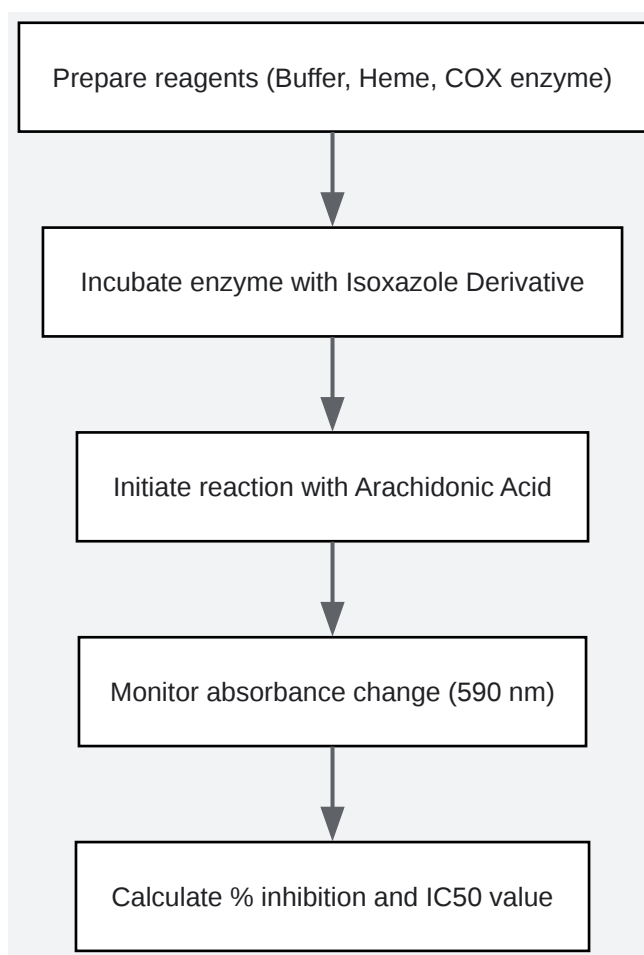 Prepare reagents (Buffer, Heme, COX enzyme)
Incubate enzyme with Isoxazole Derivative
Initiate reaction with Arachidonic Acid
Monitor absorbance change (590 nm)
Calculate % inhibition and IC50 value